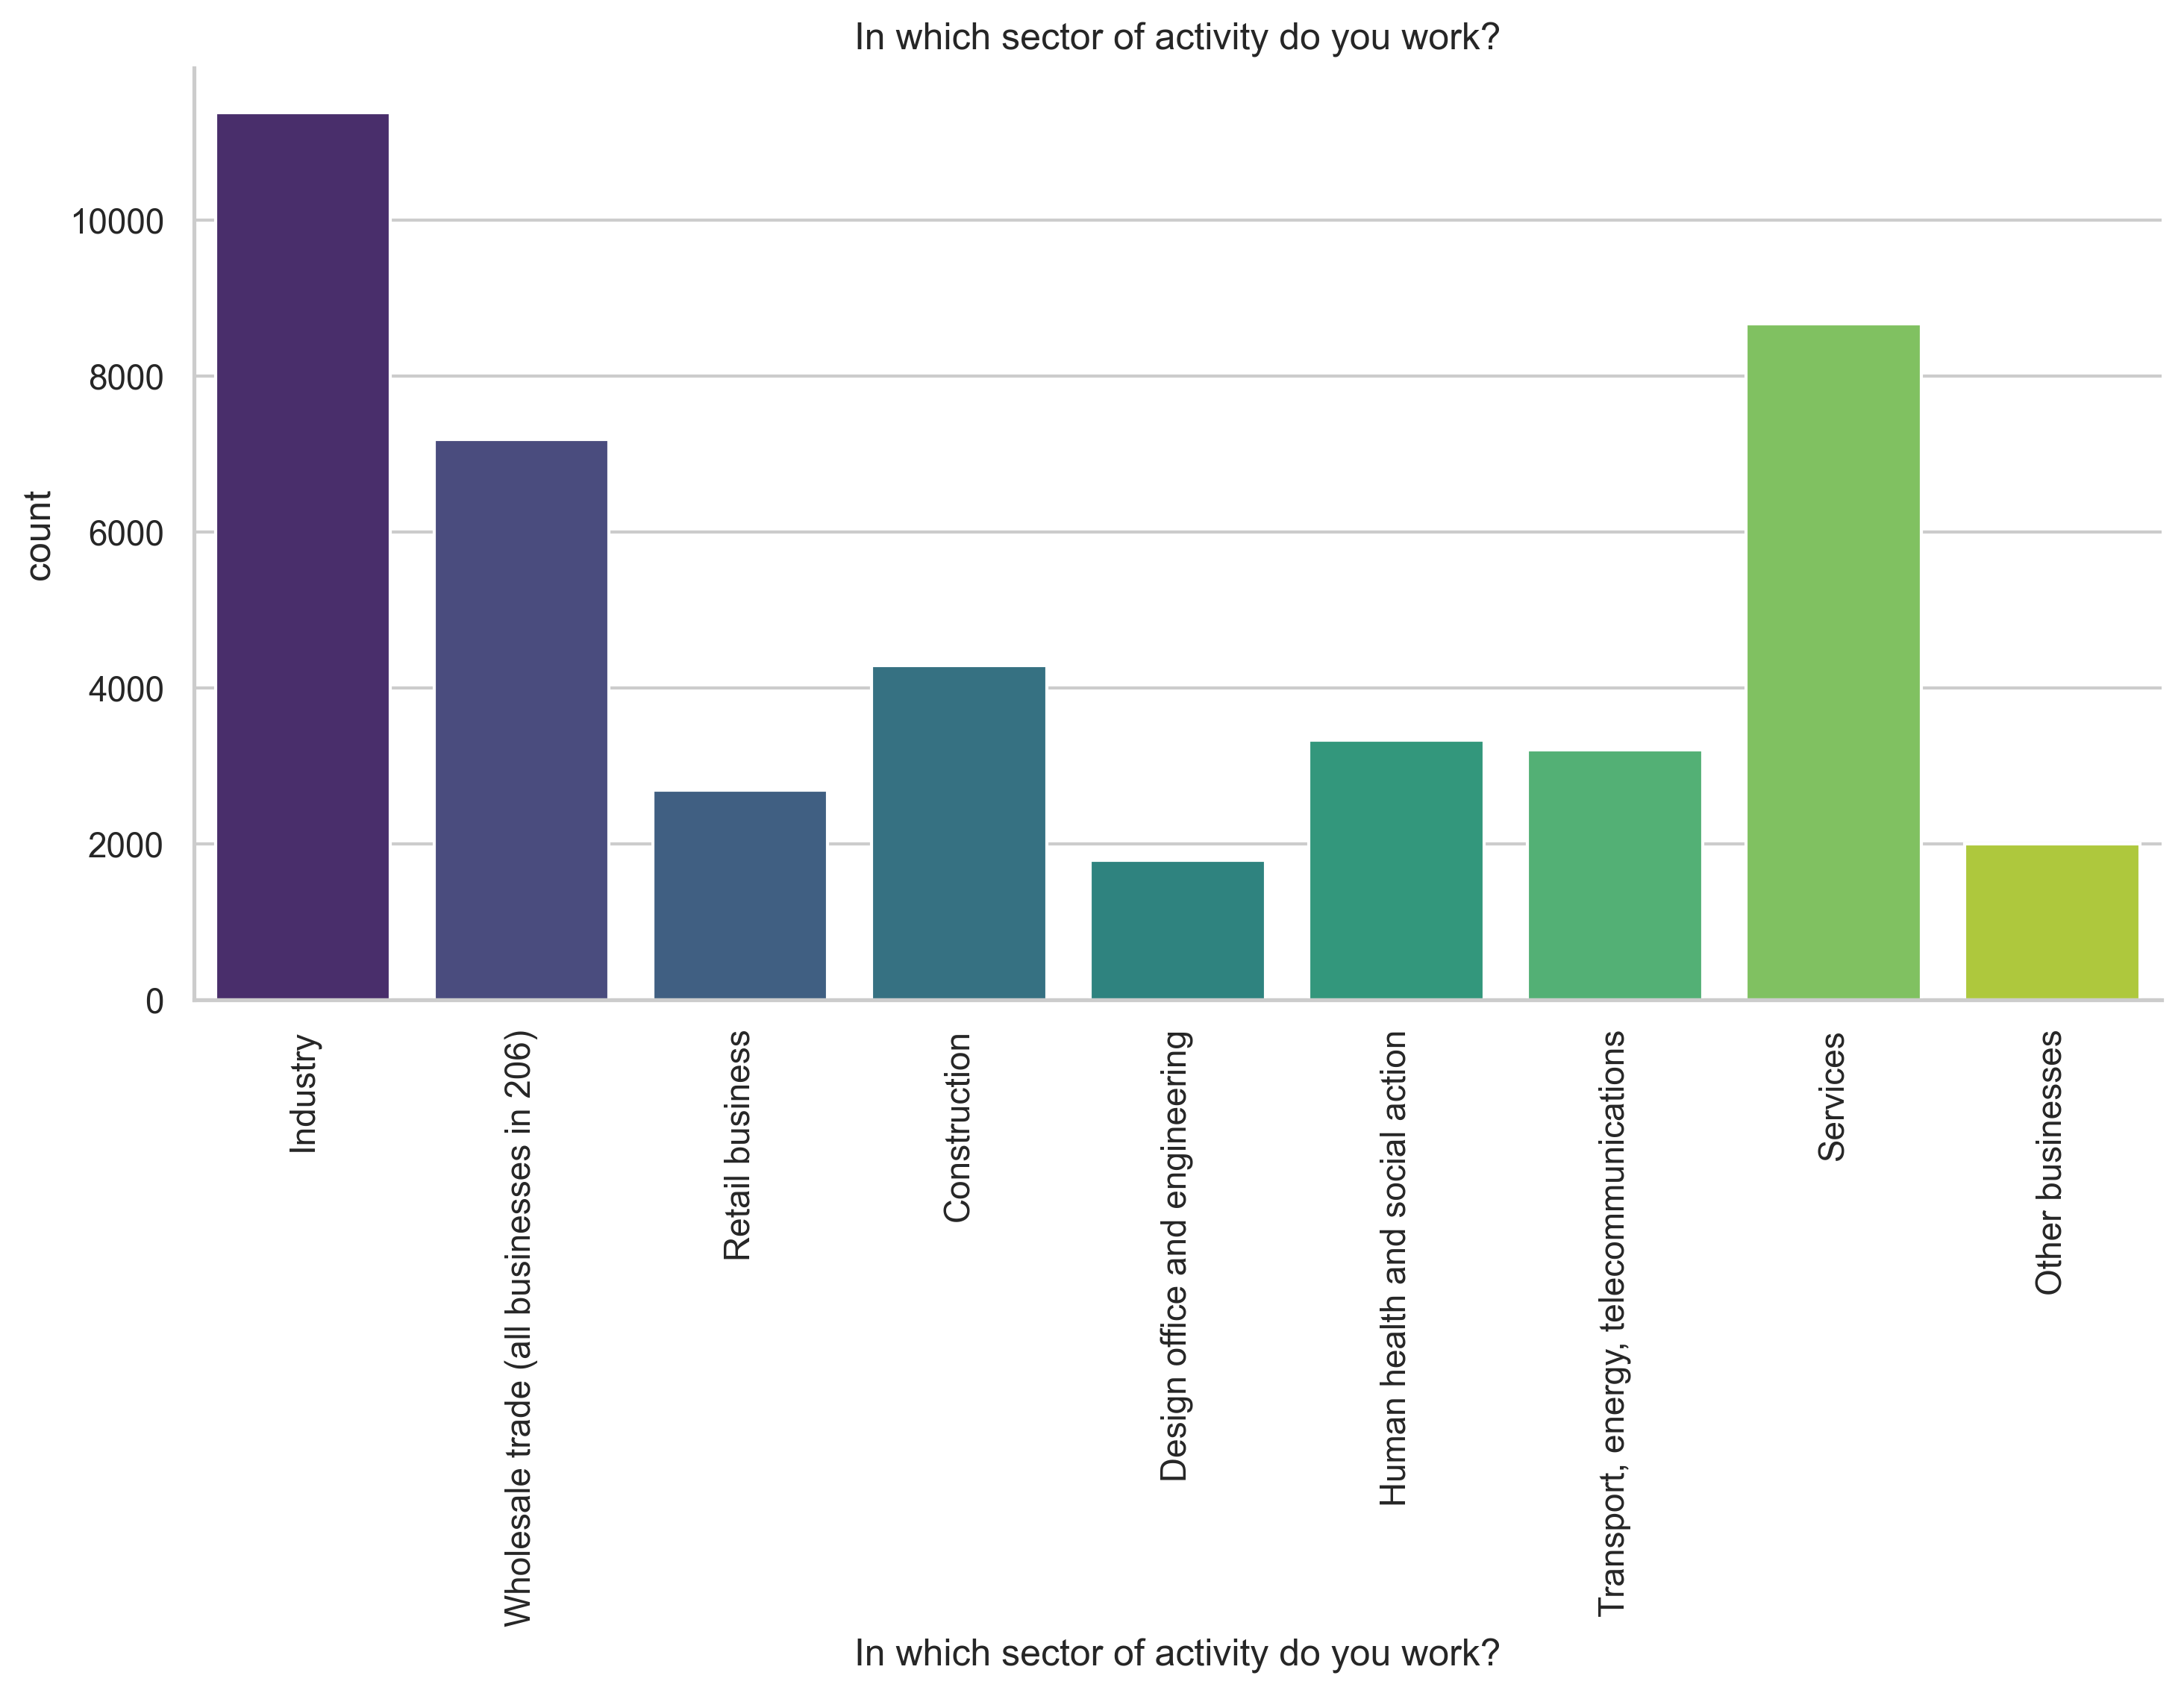 In which sector of activity do you work?
count
10000
8000
6000
4000
2000
0
Industry
Wholesale trade (all businesses in 206)
Retail business
Construction
Design office and engineering
Human health and social action
Transport, energy, telecommunications
Services
Other businesses
In which sector of activity do you work?